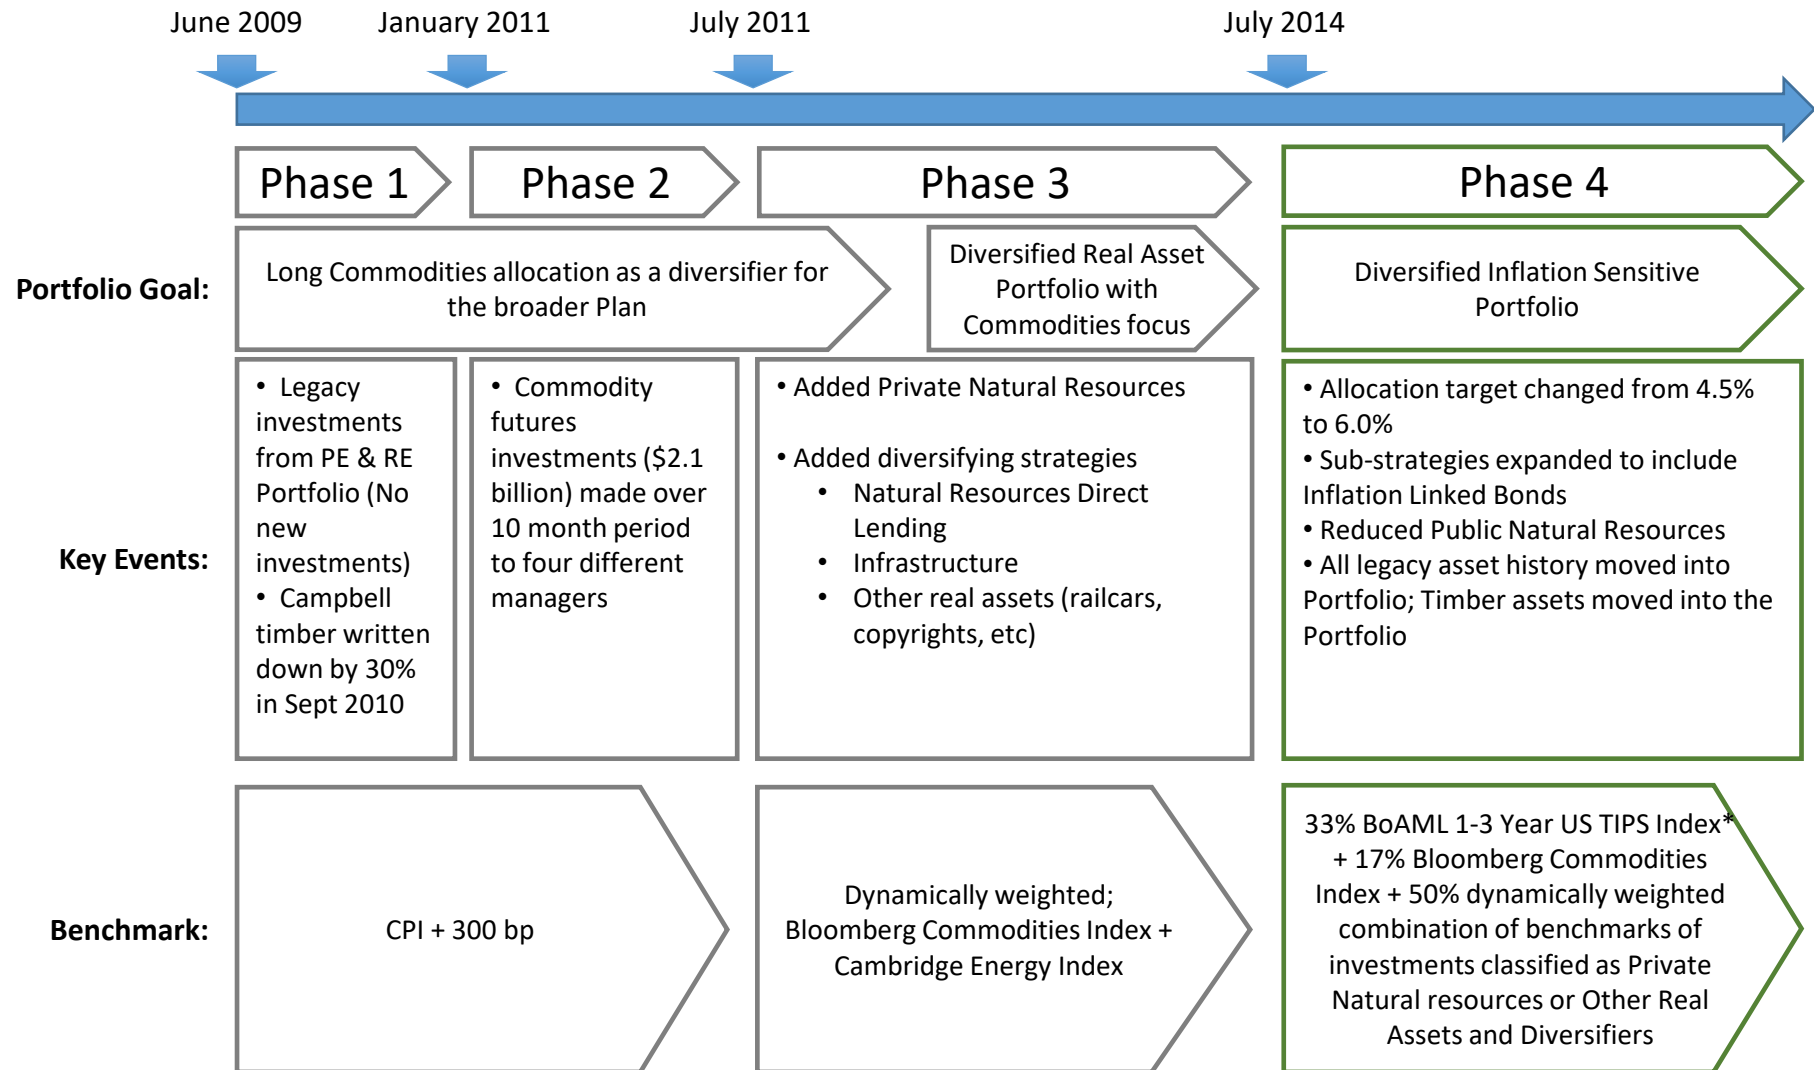 June 2009
January 2011
July 2011
July 2014
Phase 1
Phase 2
Phase 3
Phase 4
Portfolio Goal:
Long Commodities allocation as a diversifier for
the broader Plan
Diversified Real Asset
Portfolio with
Commodities focus
Diversified Inflation Sensitive
Portfolio
Key Events:
• Legacy
investments
from PE & RE
Portfolio (No
new
investments)
• Campbell
timber written
down by 30%
in Sept 2010
• Commodity
futures
investments ($2.1
billion) made over
10 month period
to four different
managers
• Added Private Natural Resources
• Added diversifying strategies
• Natural Resources Direct
Lending
• Infrastructure
• Other real assets (railcars,
copyrights, etc)
• Allocation target changed from 4.5%
to 6.0%
• Sub-strategies expanded to include
Inflation Linked Bonds
• Reduced Public Natural Resources
• All legacy asset history moved into
Portfolio; Timber assets moved into the
Portfolio
Benchmark:
CPI + 300 bp
Dynamically weighted;
Bloomberg Commodities Index +
Cambridge Energy Index
33% BoAML 1-3 Year US TIPS Index*
+ 17% Bloomberg Commodities
Index + 50% dynamically weighted
combination of benchmarks of
investments classified as Private
Natural resources or Other Real
Assets and Diversifiers